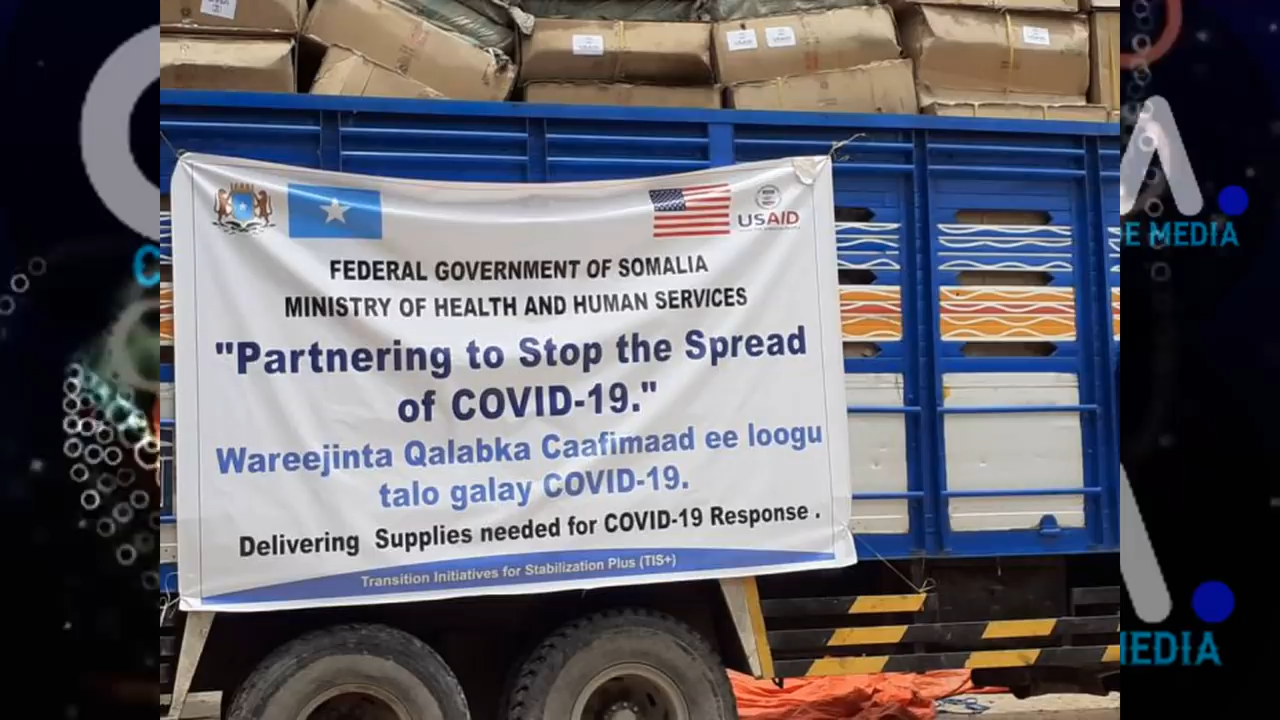 USAID
FEDERAL GOVERNMENT OF SOMALIA
MINISTRY OF HEALTH AND HUMAN SERVICES
"Partnering to Stop the Spread
of COVID-19."
Wareejinta Qalabka Caafimaad ee loogu
talo galay COVID-19.
Delivering Supplies needed for COVID-19 Response .
Transition Initiatives for Stabilization Plus (TIS+)
MEDIA